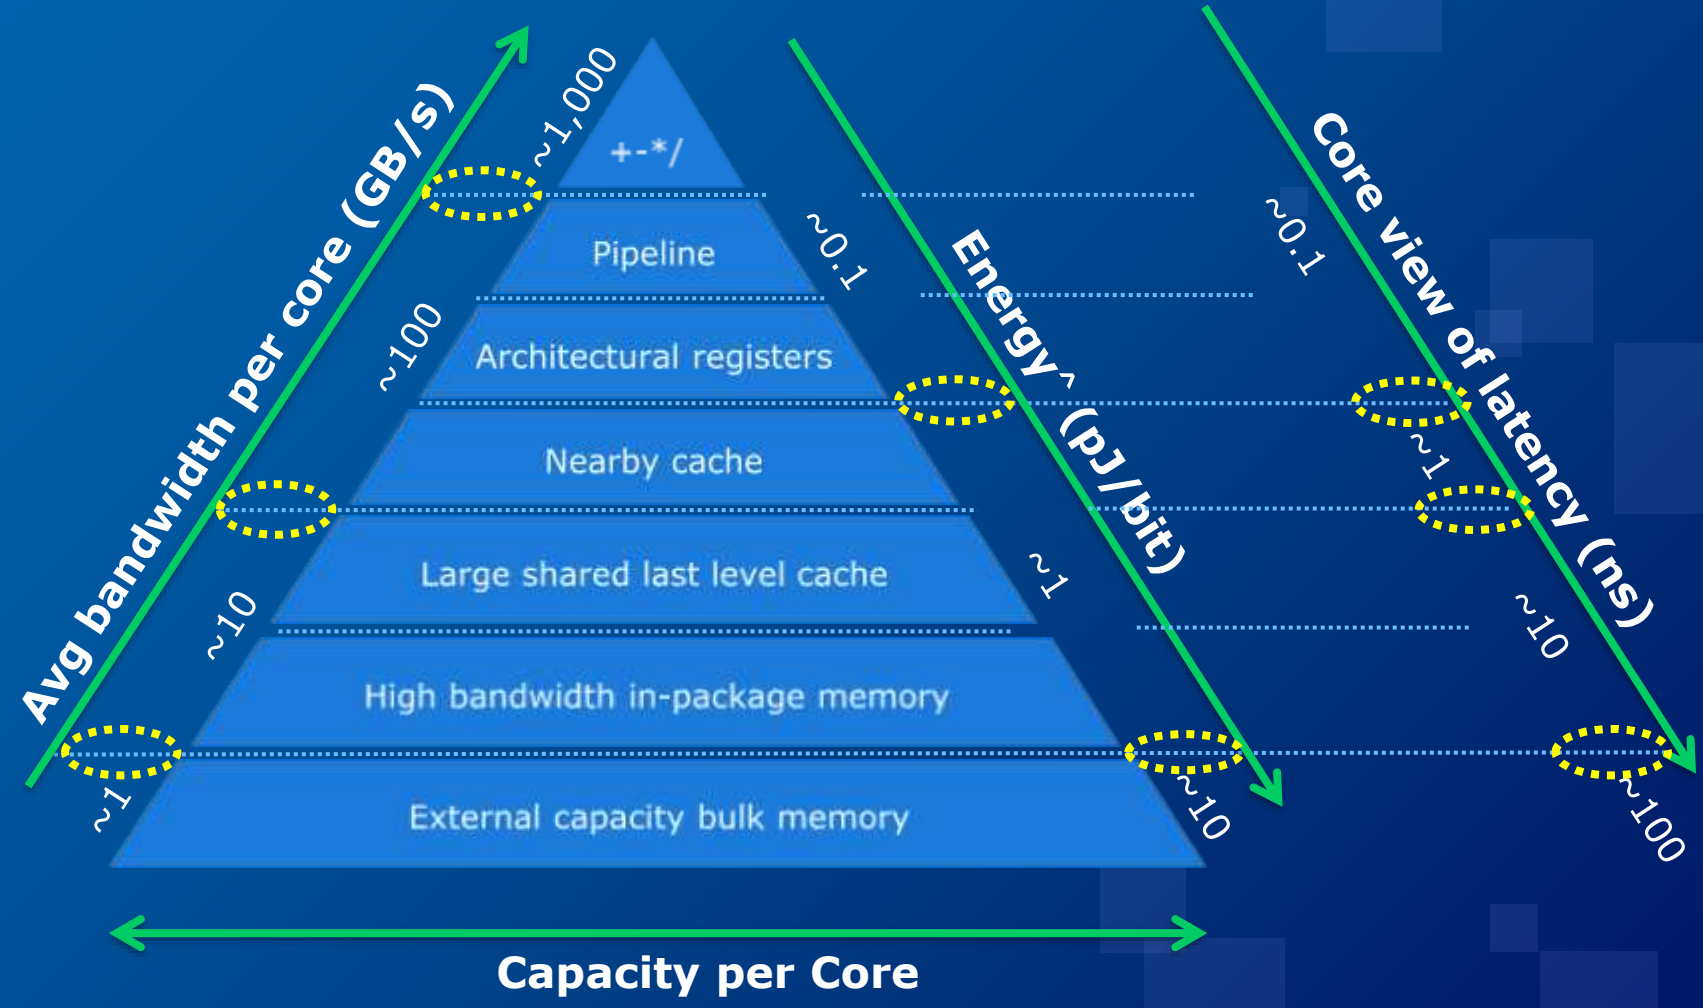 Avg bandwidth per core (GB/s)
~1,000
~100
~10
~1
+-*/
Pipeline
Architectural registers
Nearby cache
Large shared last level cache
High bandwidth in-package memory
External capacity bulk memory
Energy^ (pJ/bit)
~0.1
~1
~10
Core view of latency (ns)
~0.1
~1
~10
~100
Capacity per Core